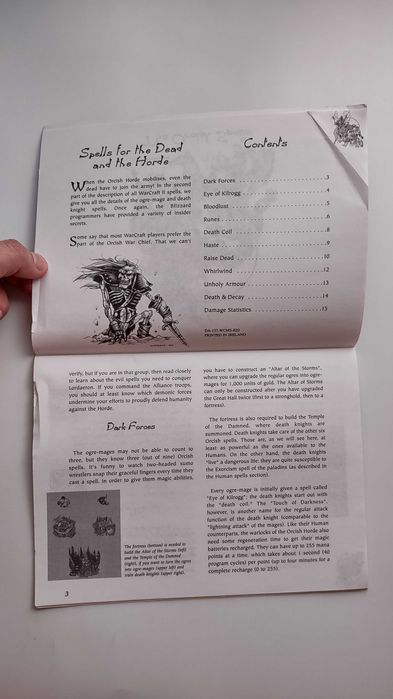 Spells for the Dead
and the Horde
When the Orcish Horde mobilises, even the
dead have to join the army! In the second
part of the description of all WarCraft II spells, we
give you all the details of the ogre-mage and death
knight spells. Once again, the Blizzard
programmers have provided a variety of insider
secrets.
Some say that most WarCraft players prefer the
part of the Orcish War Chief. That we can't
Contents
Dark Forces ........................3
Eye of Kilrogg .....................4
Bloodlust ..........................5
Runes ..............................6
Death Coil .........................8
Haste ..............................9
Raise Dead ........................10
Whirlwind .........................12
Unholy Armour .....................13
Death & Decay .....................14
Damage Statistics .................15
PRINTED IN IRELAND
verify, but if you are in that group, then read closely
to learn about the evil spells you need to conquer
Lordaeron. If you command the Alliance troops,
you should at least know which demonic forces
undermine your efforts to proudly defend humanity
against the Horde.
Dark Forces
The ogre-mages may not be able to count to
three, but they know three (out of nine) Orcish
spells. It's funny to watch two-headed sumo
wrestlers snap their graceful fingers every time they
cast a spell. In order to give them magic abilities,
The fortress (bottom) is needed to
build the Altar of the Storms (left)
and the Temple of the Damned
(right), if you want to turn the ogres
into ogre-mages (upper left) and
train death knights (upper right).
3
you have to construct an "Altar of the Storms",
where you can upgrade the regular ogres into ogre-
mages for 1,000 units of gold. The Altar of Storms
can only be constructed after you have upgraded
the Great Hall twice (first to a stronghold, then to a
fortress).
The fortress is also required to build the Temple
of the Damned, where death knights are
summoned. Death knights take care of the other six
Orcish spells. Those are, as we will see here, at
least as powerful as the ones available to the
Humans. On the other hand, the death knights
"live" a dangerous life: they are quite susceptible to
the Exorcism spell of the paladins (as described in
the Human spells section).
Every ogre-mage is initially given a spell called
"Eye of Kilrogg"; the death knights start out with
the "death coil." The "Touch of Darkness",
however, is another name for the regular attack
function of the death knight (comparable to the
"lightning attack" of the mages). Like their Human
counterparts, the warlocks of the Orcish Horde also
need some regeneration time to get their magic
batteries recharged. They can have up to 255 mana
points at a time, which takes about 1 second (40
program cycles) per point (up to four minutes for a
complete recharge (0 to 255).